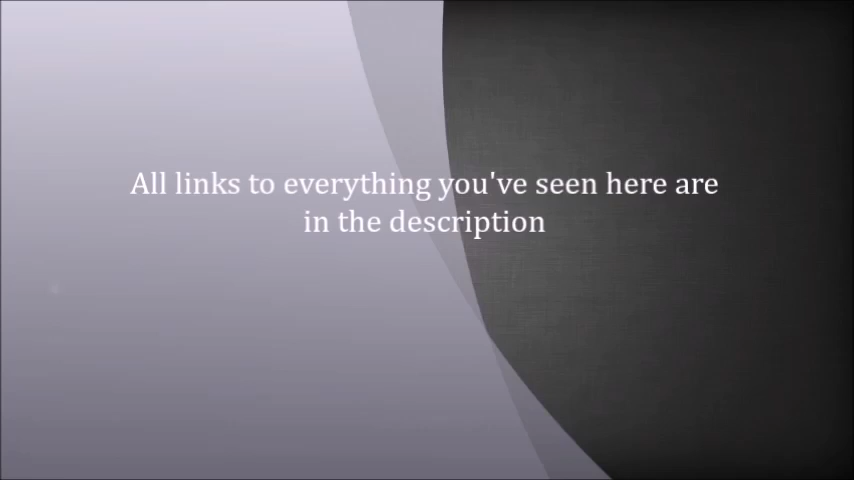 All links to everything you've seen here are
in the description